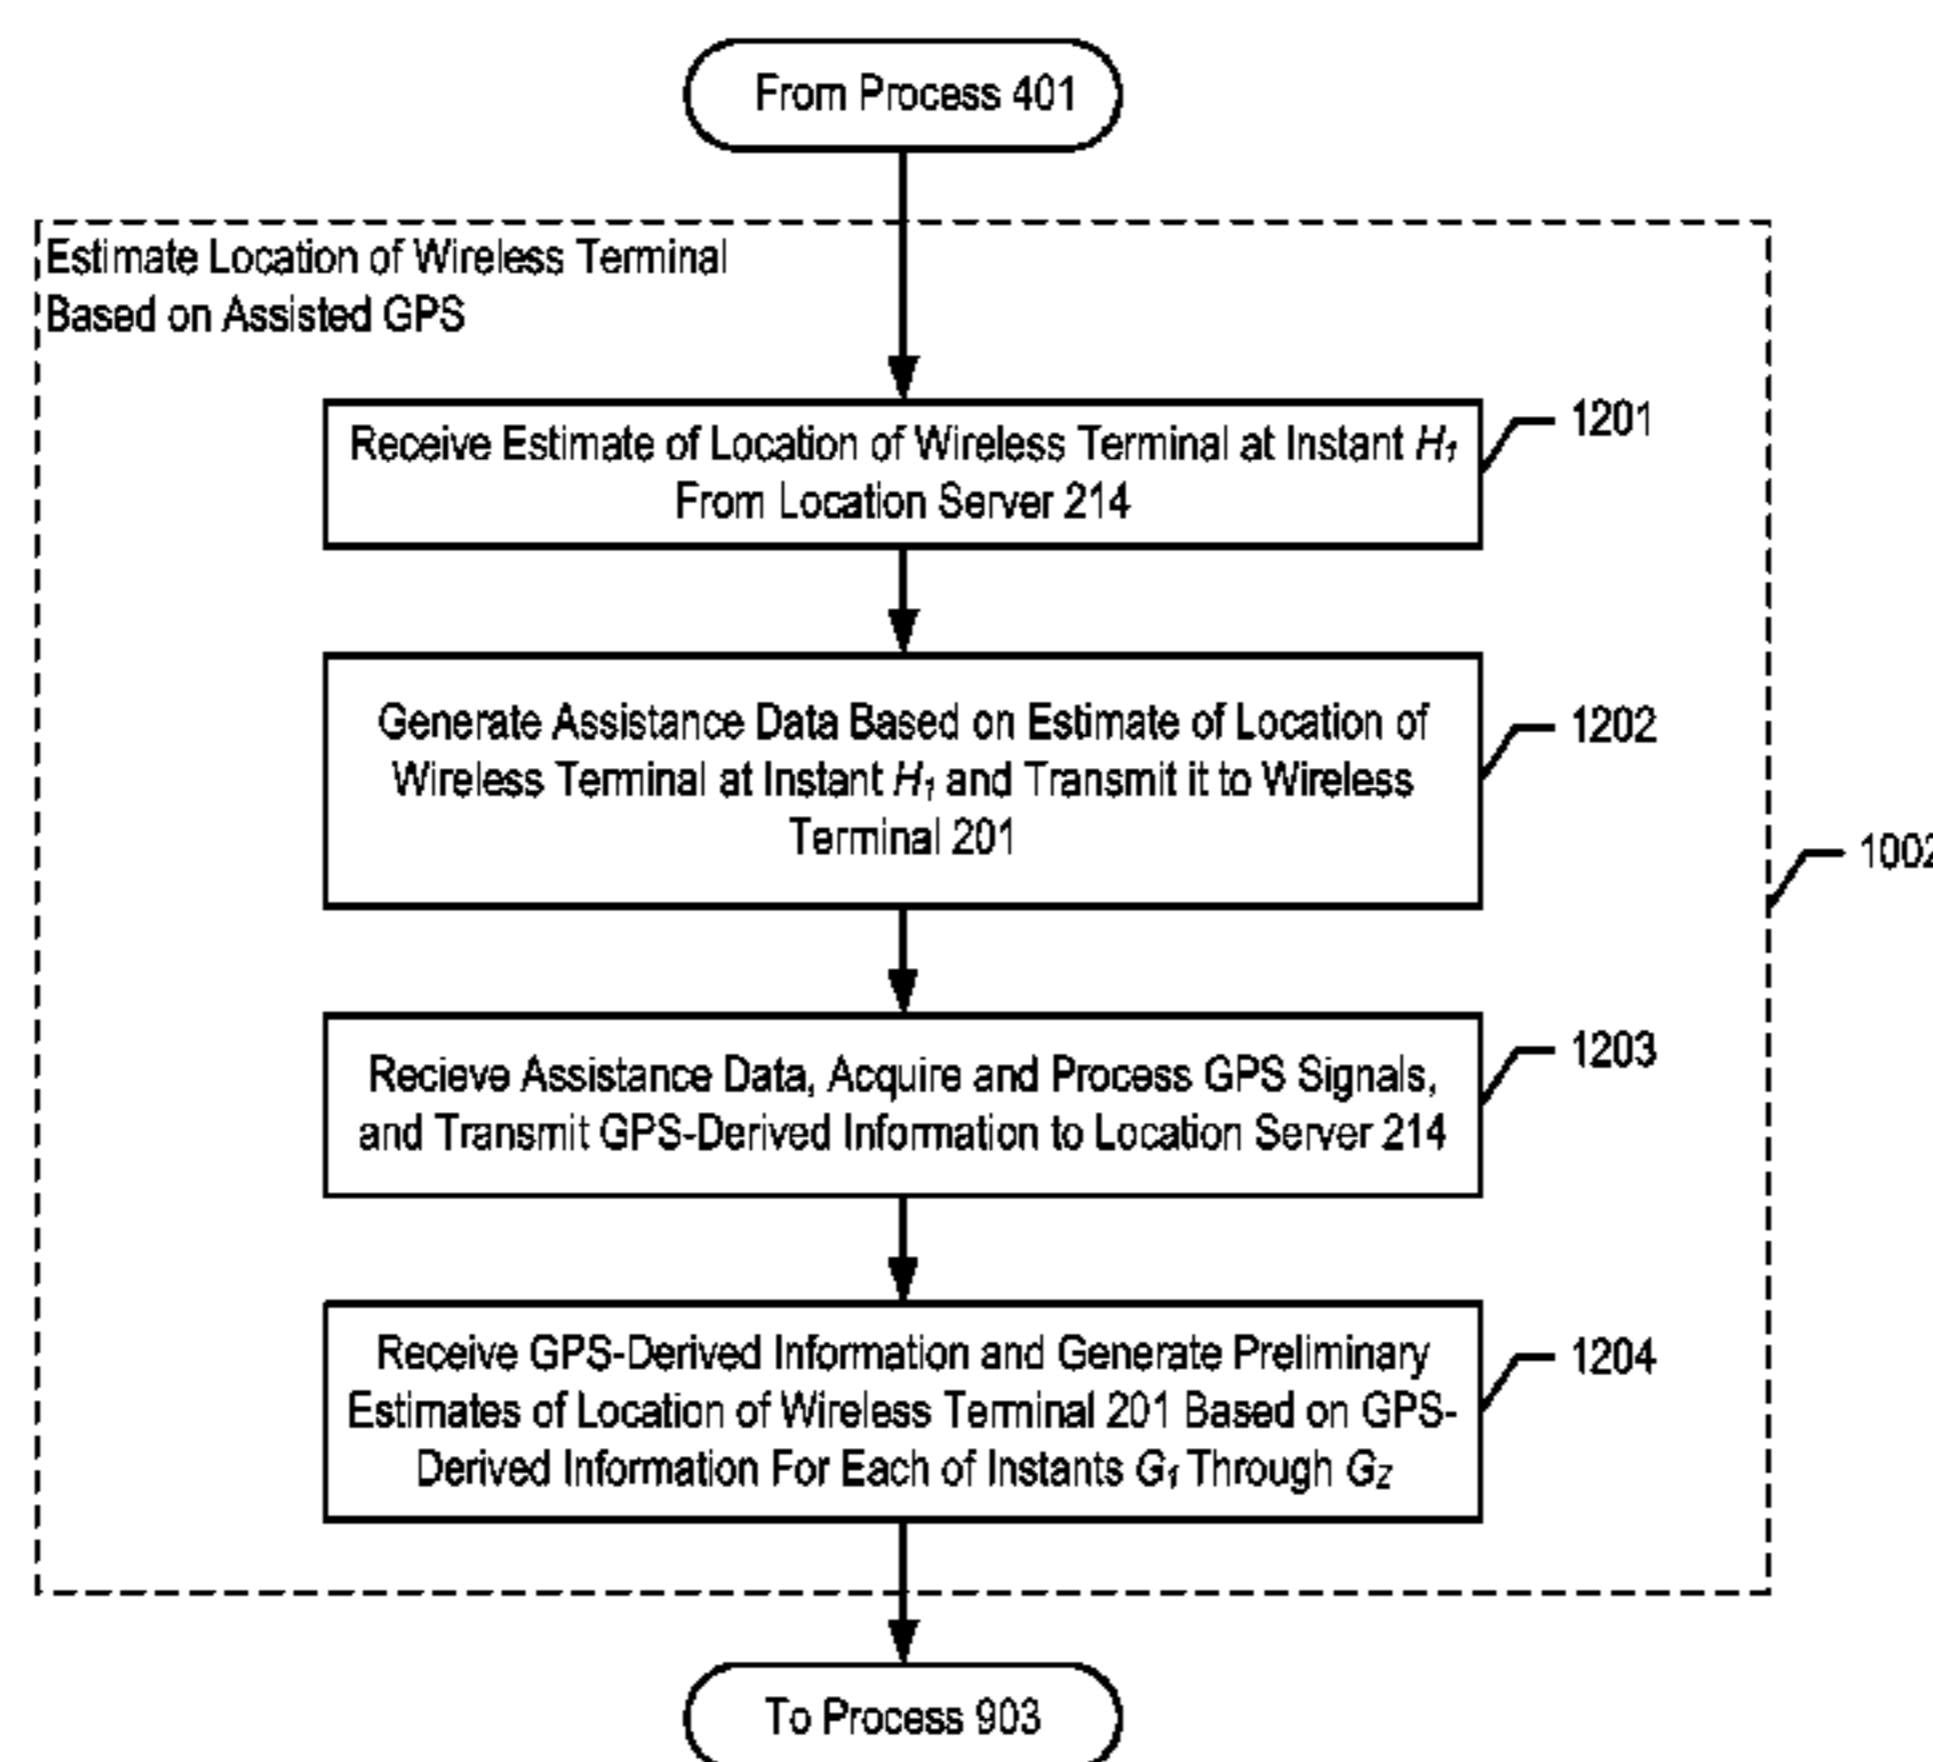 From Process 401
Estimate Location of Wireless Terminal
Based on Assisted GPS
Receive Estimate of Location of Wireless Terminal at Instant H₁
From Location Server 214
1201
Generate Assistance Data Based on Estimate of Location of
Wireless Terminal at Instant H₁ and Transmit it to Wireless
Terminal 201
1202
1002
Recieve Assistance Data, Acquire and Process GPS Signals,
and Transmit GPS-Derived Information to Location Server 214
1203
Receive GPS-Derived Information and Generate Preliminary
Estimates of Location of Wireless Terminal 201 Based on GPS-
Derived Information For Each of Instants G₁ Through G_Z
1204
To Process 903